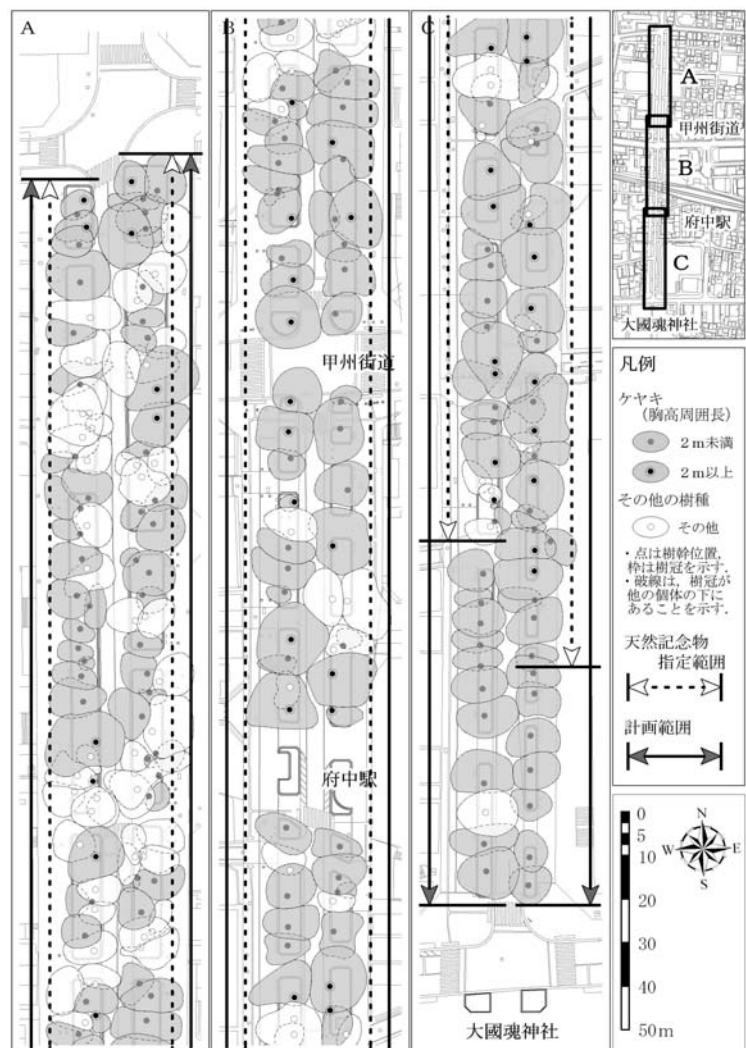 A
B
甲州街道
府中駅
C
大國魂神社
A
甲州街道
B
府中駅
C
大國魂神社
凡例
ケヤキ
（胸高周囲長）
２ｍ未満
２ｍ以上
その他の樹種
その他
・点は樹幹位置，
枠は樹冠を示す．
・破線は，樹冠が
他の個体の下に
あることを示す．
天然記念物
指定範囲
計画範囲
0
5
10
20
30
40
50m
N
W
E
S